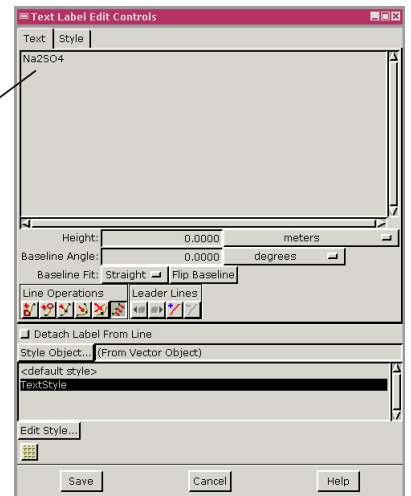 Text Label Edit Controls
Text Style
Na2SO4
Height: 0.0000 meters
Baseline Angle: 0.0000 degrees
Baseline Fit: Straight Flip Baseline
Line Operations Leader Lines
Detach Label From Line
Style Object... (From Vector Object)
<default style>
TextStyle
Edit Style...
Save Cancel Help